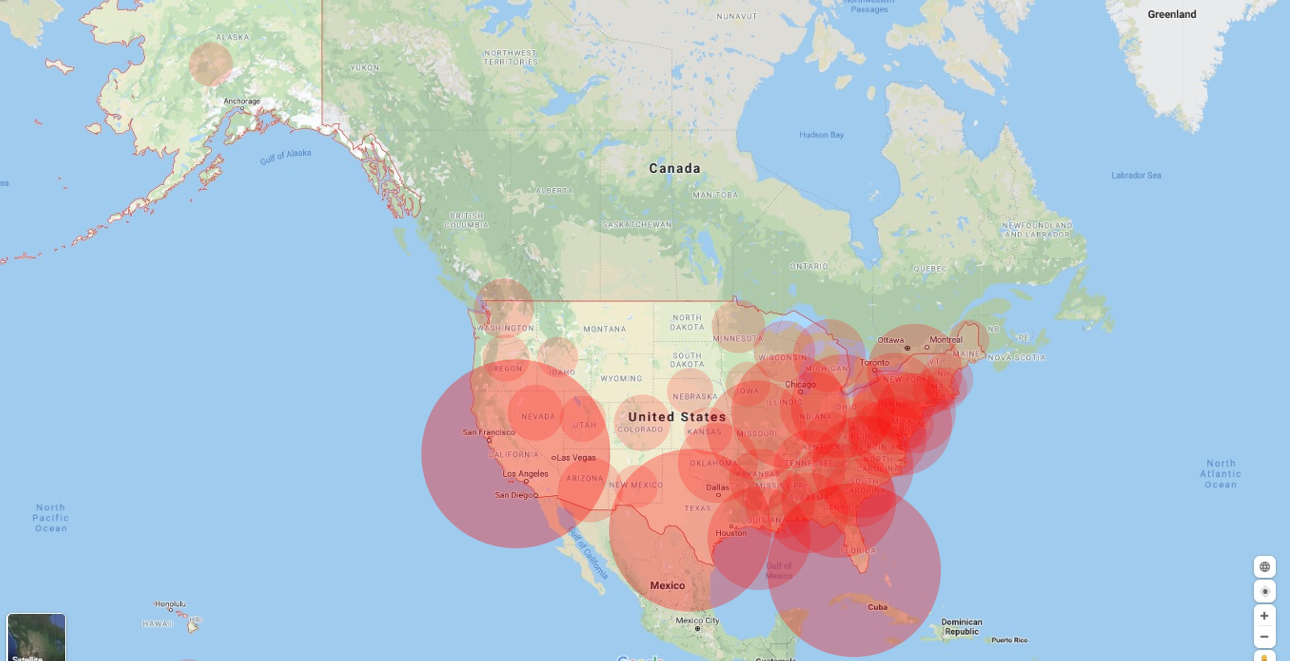 Northwestern
Passages
Greenland
NUNAVUT
ALASKA
NORTHWEST
TERRITORIES
YUKON
Anchorage
Hudson Bay
Gulf of Alaska
Canada
Labrador Sea
ea
ALBERTA
MANITOBA
BRITISH
COLUMBIA
SASKATCHEWAN
NEWFOUNDLAND
AND LABRADOR
ONTARIO
QUEBEC
WASHINGTON
MONTANA
NORTH
DAKOTA
MINNESOTA
Ottawa
Montreal
NB
PE
NOVA SCOTIA
MAINE
VT
NH
OREGON
IDAHO
SOUTH
DAKOTA
WISCONSIN
MICHIGAN
Toronto
WYOMING
NEW YORK
Chicago
IOWA
NEBRASKA
ILLINOIS
INDIANA
OHIO
NEVADA
UTAH
COLORADO
United States
KANSAS
MISSOURI
San Francisco
CALIFORNIA
Las Vegas
Los Angeles
ARIZONA
NEW MEXICO
San Diego
OKLAHOMA
ARKANSAS
TENNESSEE
NORTH
CAROLINA
Dallas
MISSISSIPPI
ALABAMA
CAROLINA
TEXAS
LOUISIANA
Houston
FLORIDA
North
Pacific
Ocean
North
Atlantic
Ocean
Gulf of
California
Gulf of
Mexico
Mexico
Cuba
Honolulu
HAWAII
Mexico City
Dominican
Republic
Puerto Rico
Guatemala
Satellite
Google